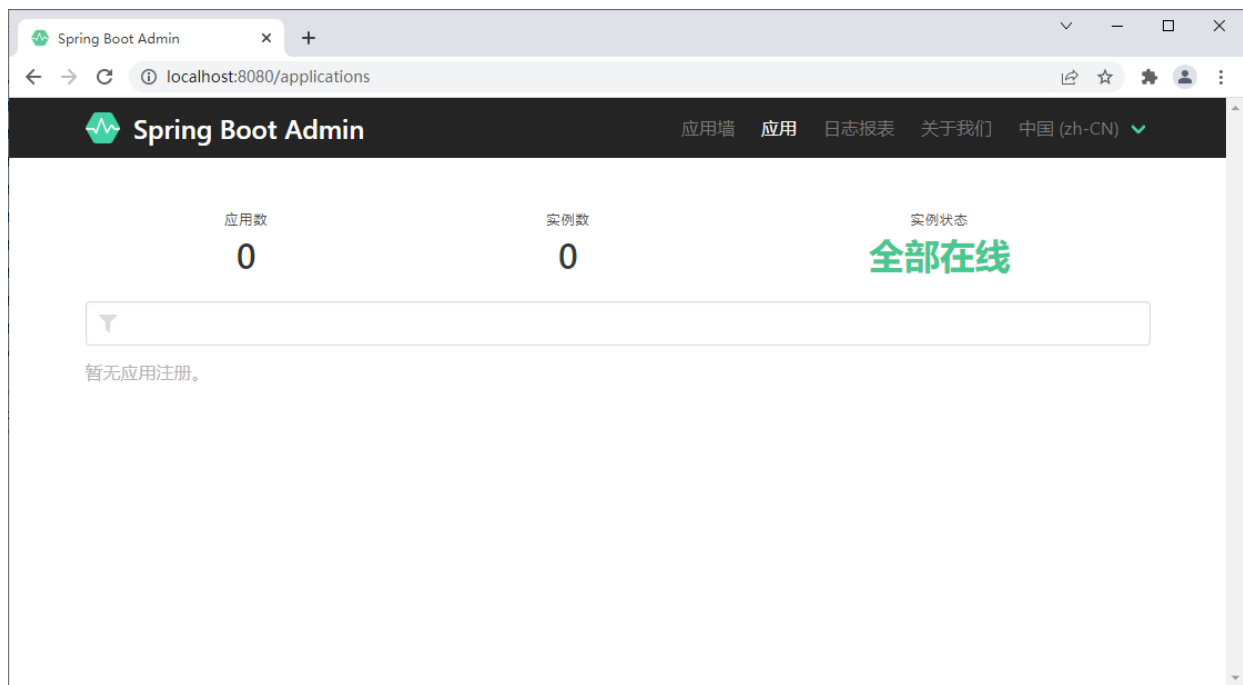 Spring Boot Admin
localhost:8080/applications
Spring Boot Admin 应用墙 应用 日志报表 关于我们 中国 (zh-CN)
应用数 实例数 实例状态
0 0 全部在线
暂无应用注册。